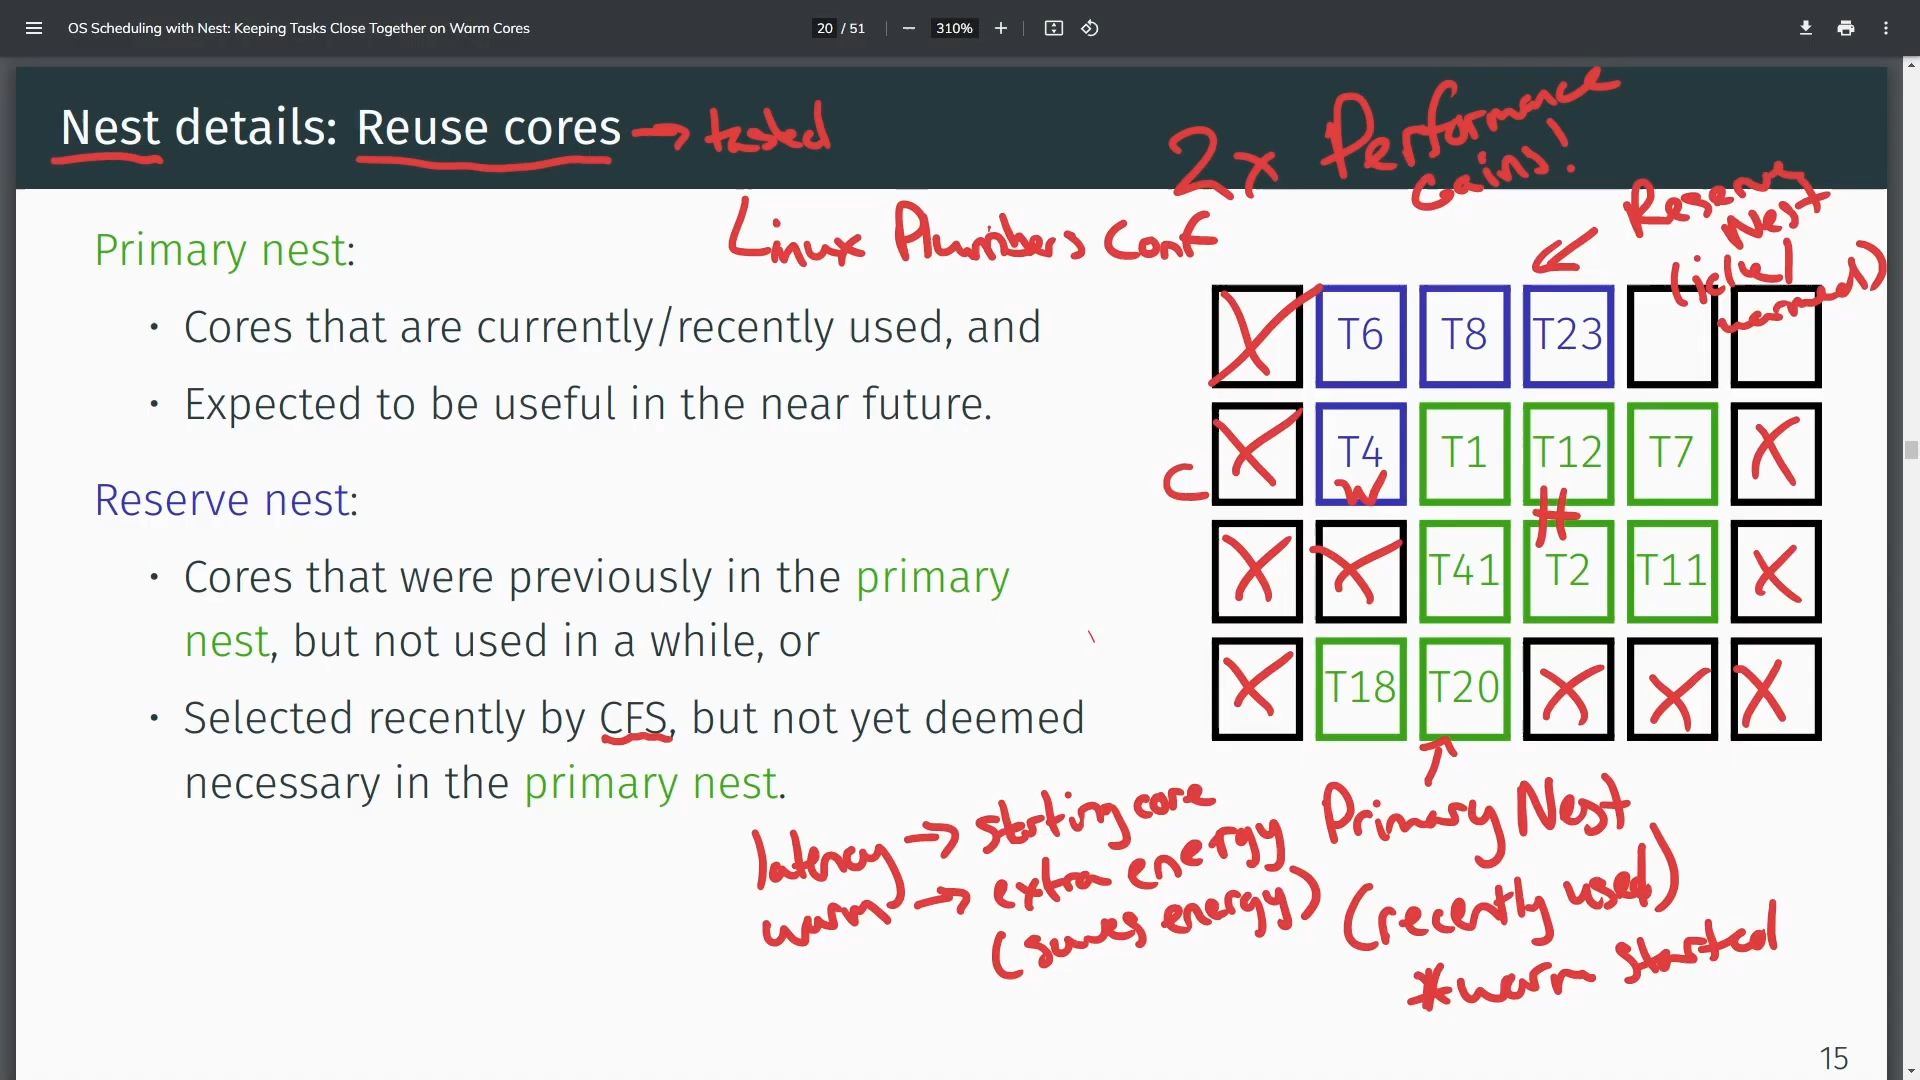 OS Scheduling with Nest: Keeping Tasks Close Together on Warm Cores
20 / 51
310%
Nest details: Reuse cores → tested
2x Performance
Gains!
Linux Plumbers Conf
Reserve
Nest
(idle/
warmed)
Primary nest:
• Cores that are currently/recently used, and
• Expected to be useful in the near future.
Reserve nest:
• Cores that were previously in the primary
nest, but not used in a while, or
• Selected recently by CFS, but not yet deemed
necessary in the primary nest.
T6 T8 T23
C T4 T1 T12 T7
W H
T41 T2 T11
T18 T20
latency → starting core
warm → extra energy
(saves energy)
Primary Nest
(recently used)
*warm started
15